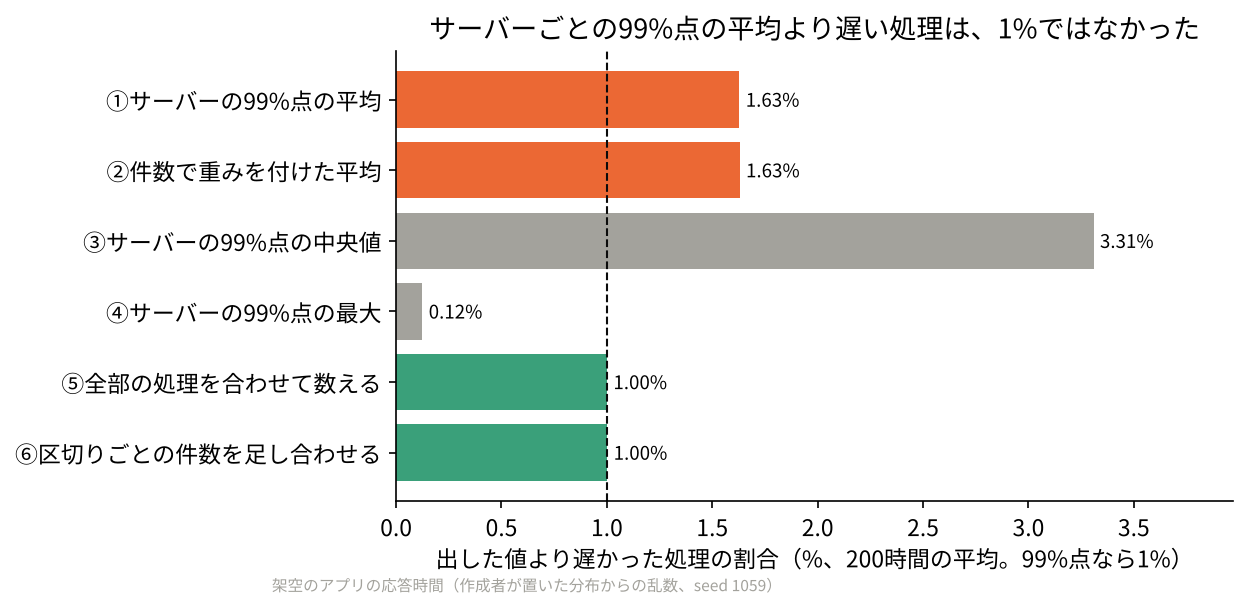 サーバーごとの99%点の平均より遅い処理は、1%ではなかった
①サーバーの99%点の平均
1.63%
②件数で重みを付けた平均
1.63%
③サーバーの99%点の中央値
3.31%
④サーバーの99%点の最大
0.12%
⑤全部の処理を合わせて数える
1.00%
⑥区切りごとの件数を足し合わせる
1.00%
0.0 0.5 1.0 1.5 2.0 2.5 3.0 3.5
出した値より遅かった処理の割合（%、200時間の平均。99%点なら1%）
架空のアプリの応答時間（作成者が置いた分布からの乱数、seed 1059）